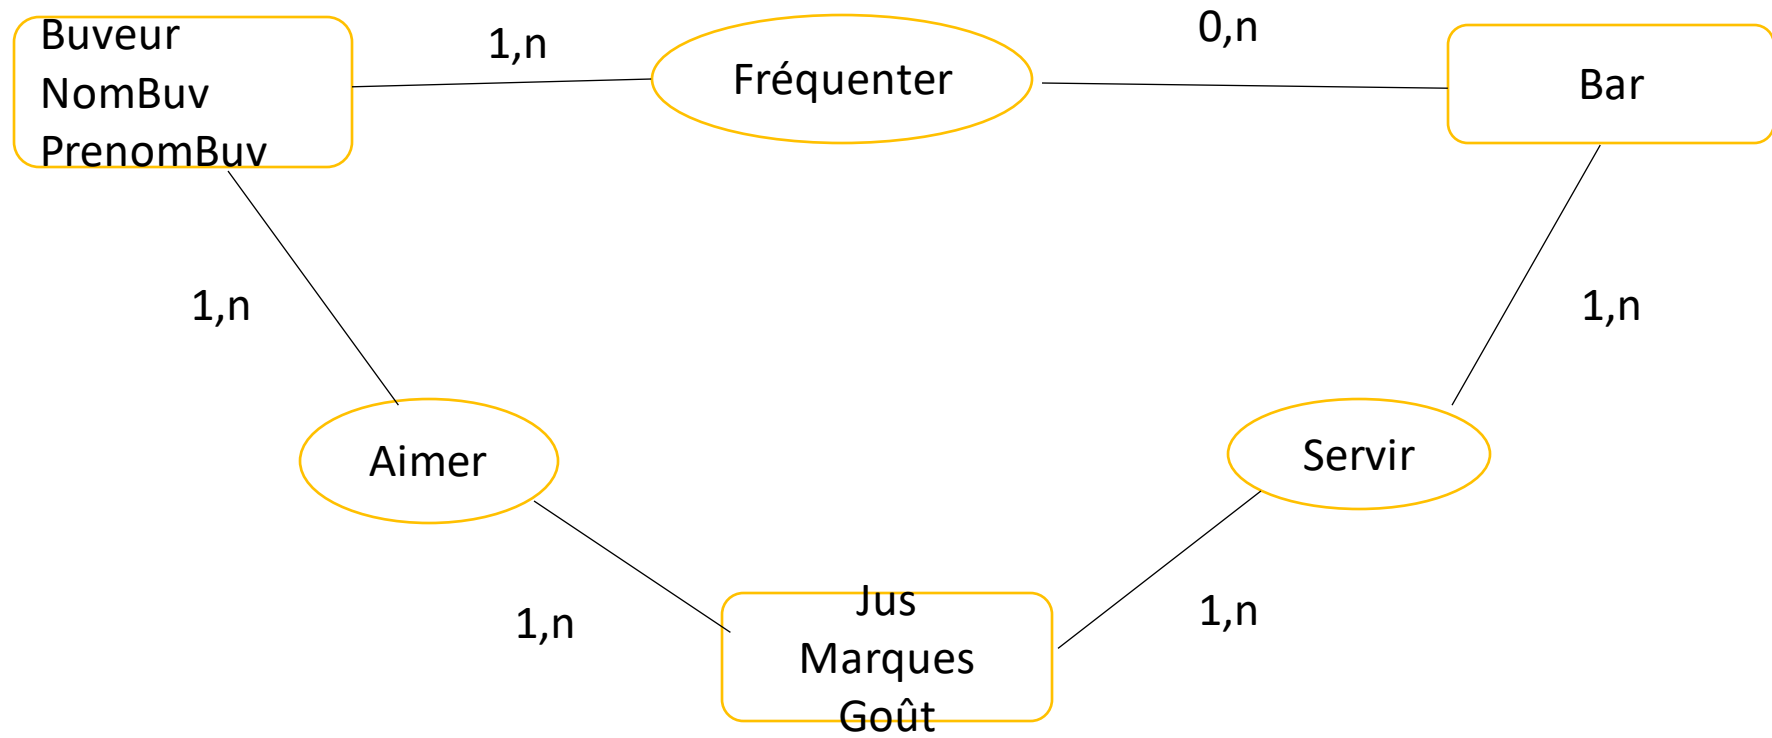 Buveur
NomBuv
PrenomBuv
1,n
Fréquenter
0,n
Bar
1,n
1,n
Aimer
Servir
1,n
1,n
Jus
Marques
Goût